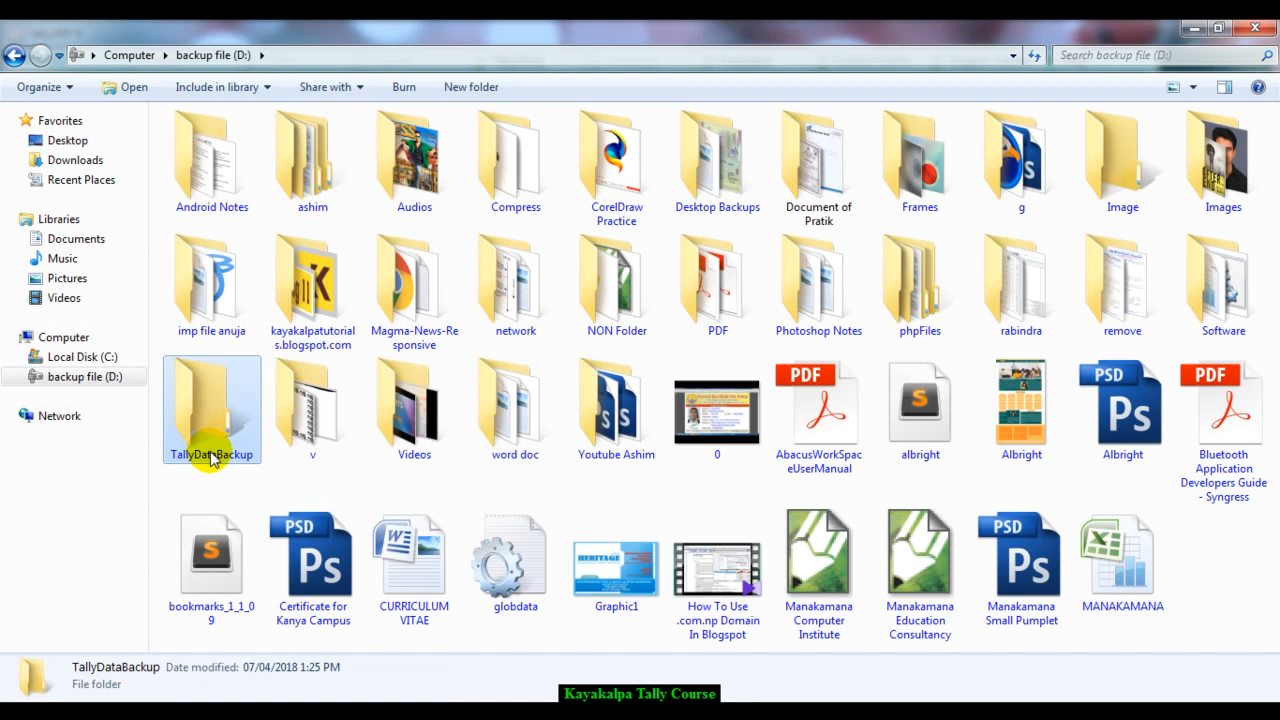 Computer ▸ backup file (D:) ▸
Search backup file (D:)
Organize Open Include in library Share with Burn New folder
Favorites
Desktop
Downloads
Recent Places
Libraries
Documents
Music
Pictures
Videos
Computer
Local Disk (C:)
backup file (D:)
Network
Android Notes
ashim
Audios
Compress
CorelDraw
Practice
Desktop Backups
Document of
Pratik
Frames
g
Image
Images
imp file anuja
kayakalpatutorial
s.blogspot.com
Magma-News-Re
sponsive
network
NON Folder
PDF
Photoshop Notes
phpFiles
rabindra
remove
Software
TallyDataBackup
v
Videos
word doc
Youtube Ashim
0
PDF
AbacusWorkSpac
eUserManual
albright
Albright
PSD
Ps
Albright
PDF
Bluetooth
Application
Developers Guide
- Syngress
bookmarks_1_1_0
9
PSD
Ps
Certificate for
Kanya Campus
CURRICULUM
VITAE
globdata
HERITAGE
Graphic1
How To Use
.com.np Domain
In Blogspot
Manakamana
Computer
Institute
Manakamana
Education
Consultancy
PSD
Ps
Manakamana
Small Pumplet
MANAKAMANA
TallyDataBackup Date modified: 07/04/2018 1:25 PM
File folder
Kayakalpa Tally Course